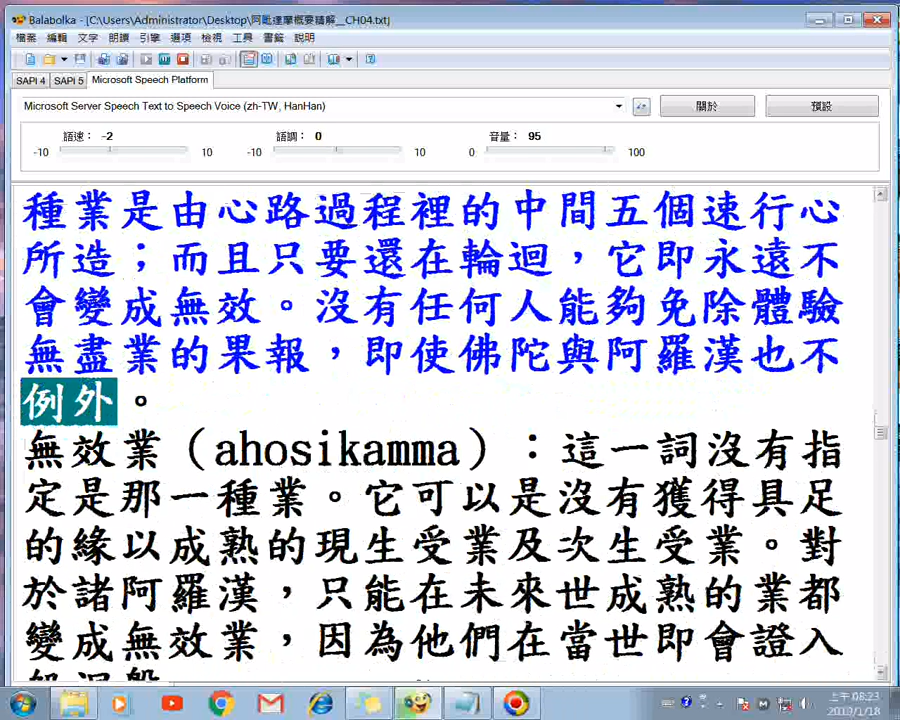 Balabolka - [C:\Users\Administrator\Desktop\阿毗達摩概要精解_CH04.txt]
檔案 編輯 文字 朗讀 引擎 選項 檢視 工具 書籤 說明
SAPI 4 SAPI 5 Microsoft Speech Platform
Microsoft Server Speech Text to Speech Voice (zh-TW, HanHan) 關於 預設
語速： -2 語調： 0 音量： 95
-10 10 -10 10 0 100
種業是由心路過程裡的中間五個速行心
所造；而且只要還在輪迴，它即永遠不
會變成無效。沒有任何人能夠免除體驗
無盡業的果報，即使佛陀與阿羅漢也不
例外。
無效業（ahosikamma）：這一詞沒有指
定是那一種業。它可以是沒有獲得具足
的緣以成熟的現生受業及次生受業。對
於諸阿羅漢，只能在未來世成熟的業都
變成無效業，因為他們在當世即會證入
上午 08:23
2019/1/18